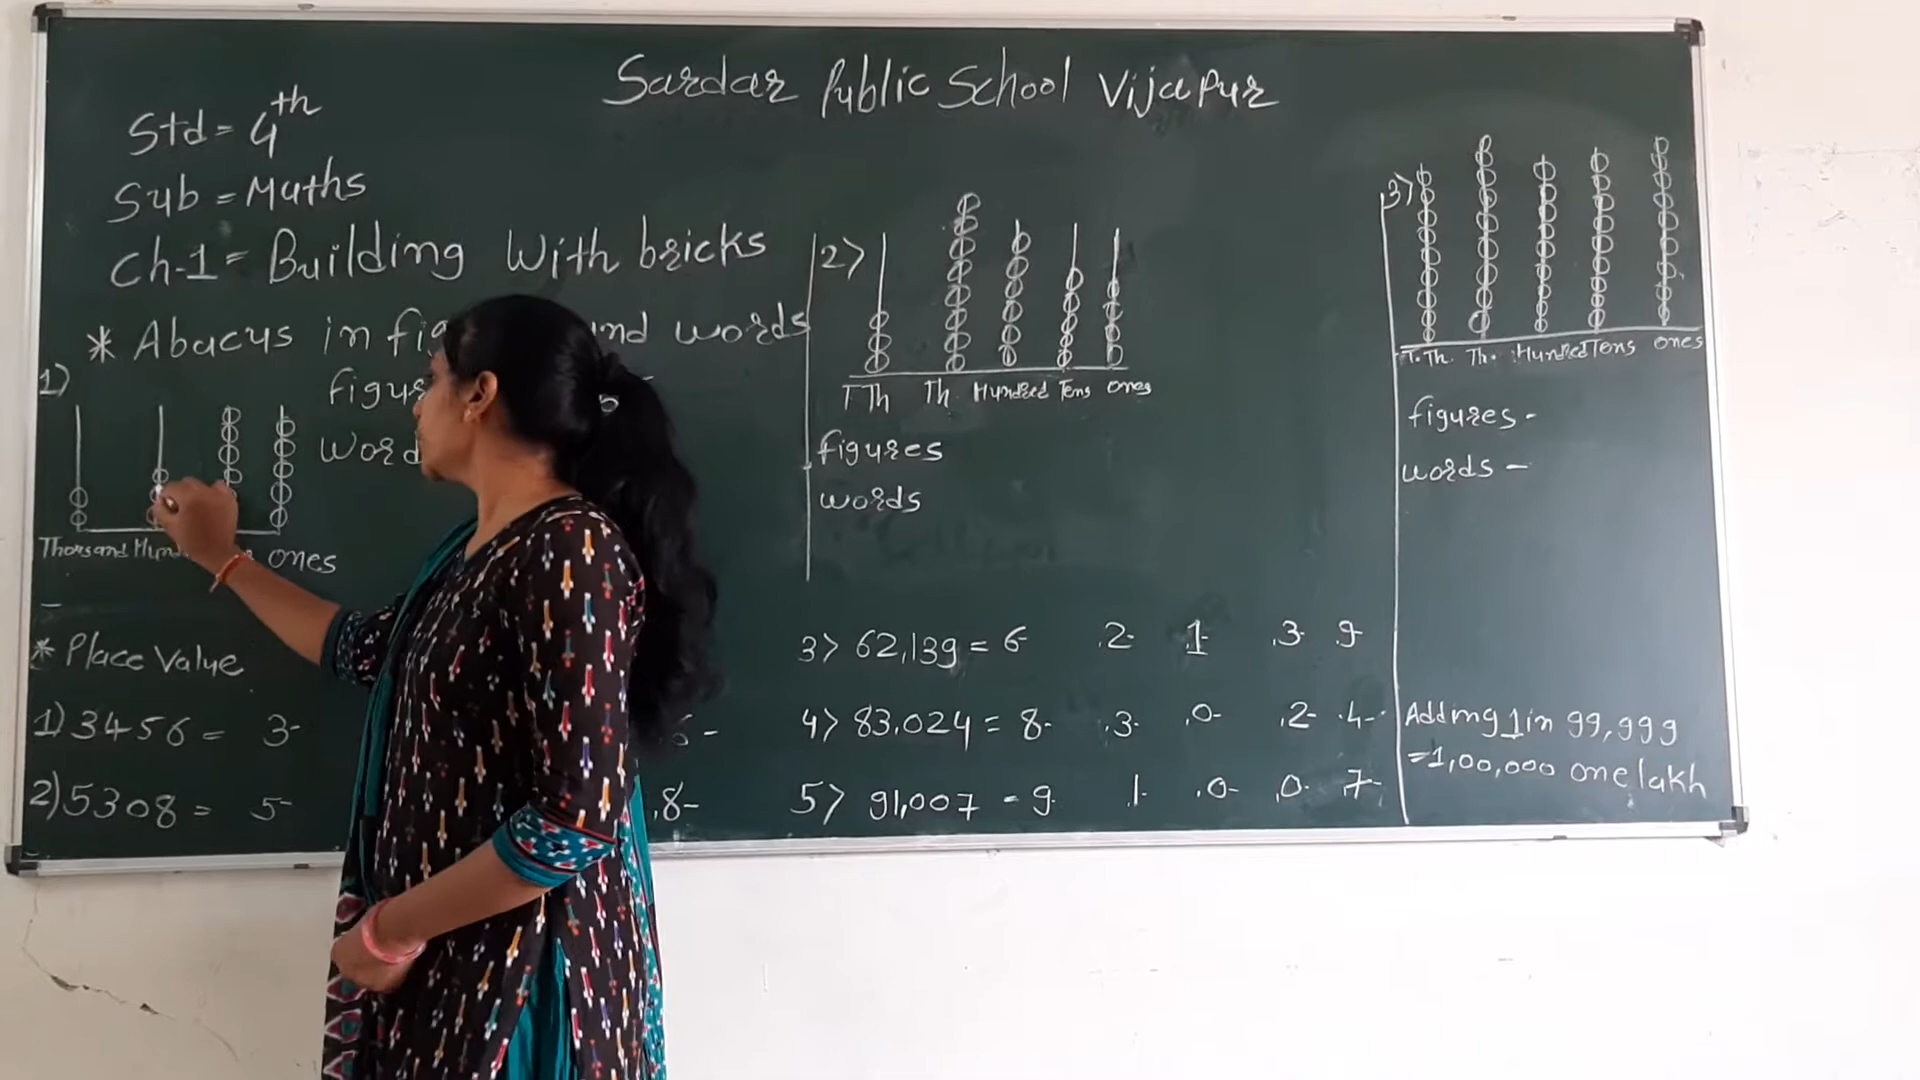 Sardar Public School Vijapur
Std = 4th
Sub = Maths
Ch-1 = Building With bricks
* Abacus in fig nd words
1)
figur
Word
Thousand Hun ones
* Place Value
1) 3456 = 3- 6-
2) 5308 = 5- .8-
2>
T Th Th Hundred Tens ones
figures
words
3> 62,139 = 6- .2- 1- .3- 9-
4> 83,024 = 8- .3- .0- .2- .4-
5> 91,007 = 9- 1- .0- .0- 7-
3>
T.Th. Th. Hundred Tens ones
figures -
words -
Adding 1 in 99,999
=1,00,000 one lakh